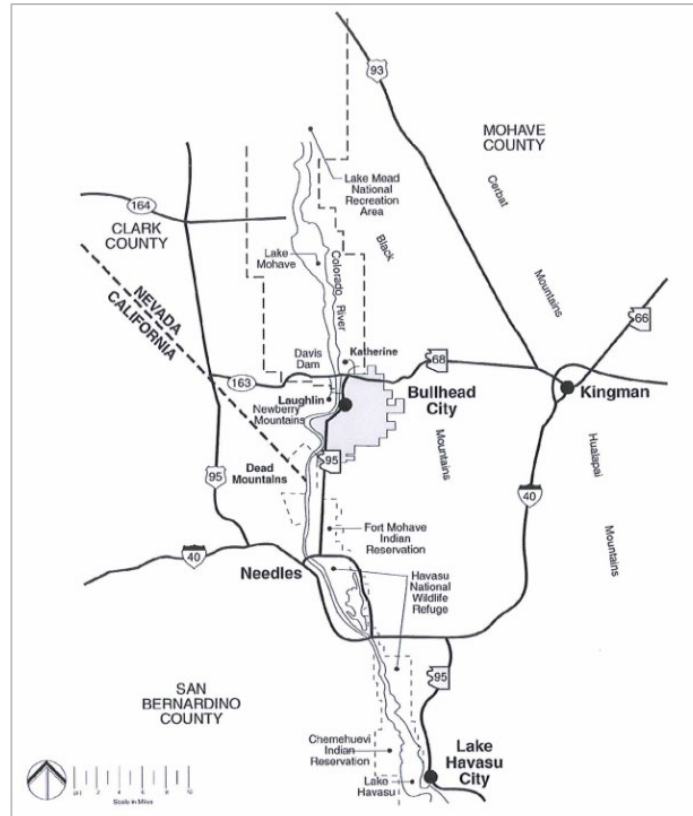 93
MOHAVE
COUNTY
Lake Mead
National
Recreation
Area
Cerbat
164
CLARK
COUNTY
Black
Lake
Mohave
Colorado
River
Mountains
NEVADA
CALIFORNIA
66
Davis
Dam
Katherine
68
163
Laughlin
Newberry
Mountains
Bullhead
City
Kingman
Mountains
Hualapai
95
Dead
Mountains
95
40
Mountains
Fort Mohave
Indian
Reservation
40
Needles
Havasu
National
Wildlife
Refuge
SAN
BERNARDINO
COUNTY
95
Chemehuevi
Indian
Reservation
Lake
Havasu
City
Lake
Havasu
Scale in Miles